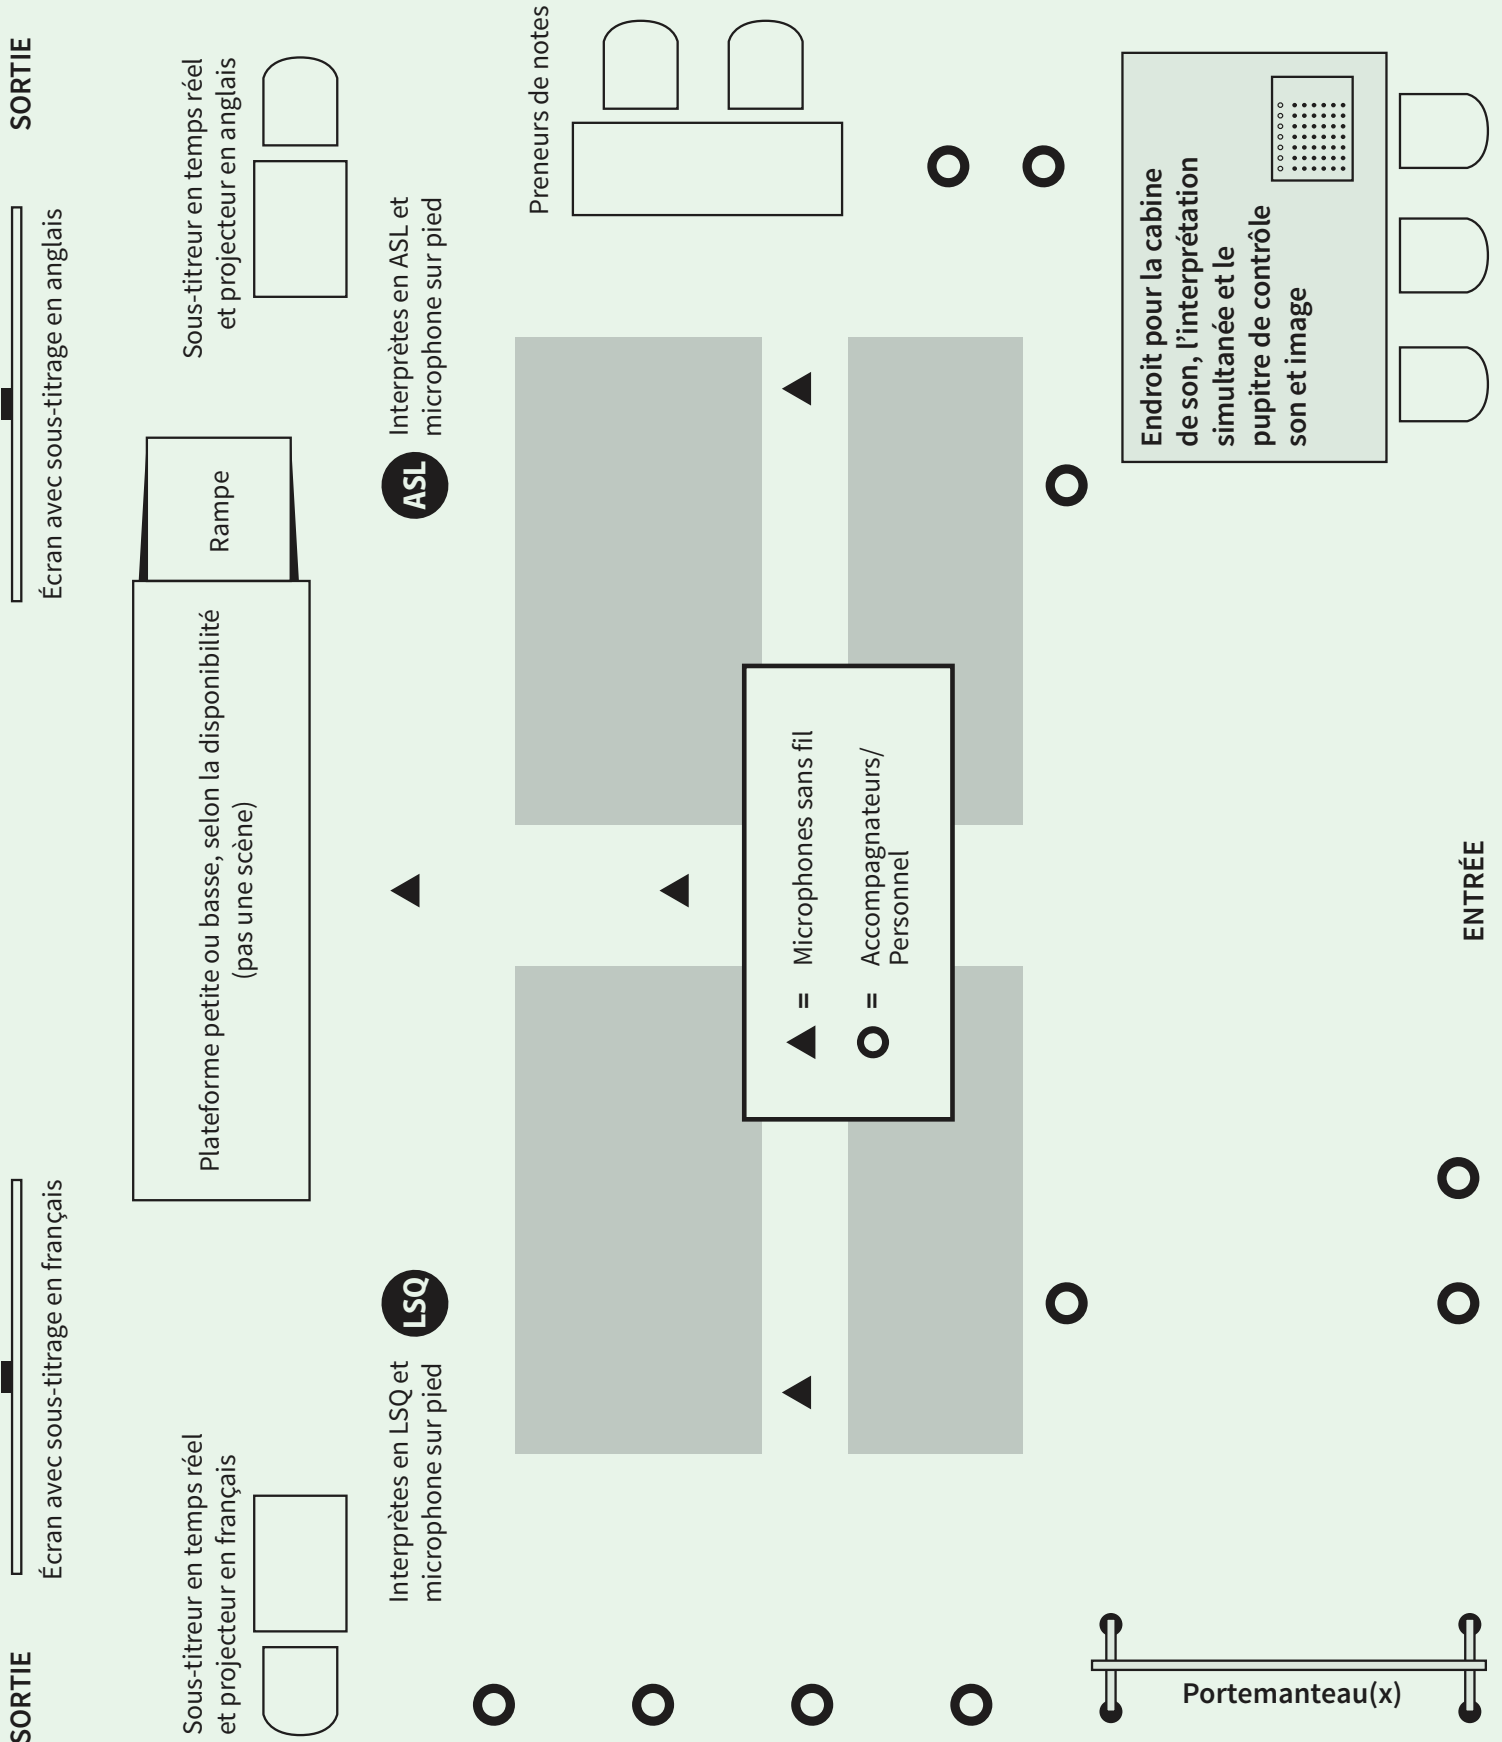 SORTIE
Écran avec sous-titrage en français
Écran avec sous-titrage en anglais
SORTIE
Sous-titreur en temps réel
et projecteur en français
Plateforme petite ou basse, selon la disponibilité
(pas une scène)
Rampe
Sous-titreur en temps réel
et projecteur en anglais
Interprètes en LSQ et
microphone sur pied
LSQ
ASL
Interprètes en ASL et
microphone sur pied
Preneurs de notes
= Microphones sans fil
= Accompagnateurs/
Personnel
Endroit pour la cabine
de son, l’interprétation
simultanée et le
pupitre de contrôle
son et image
Portemanteau(x)
ENTRÉE